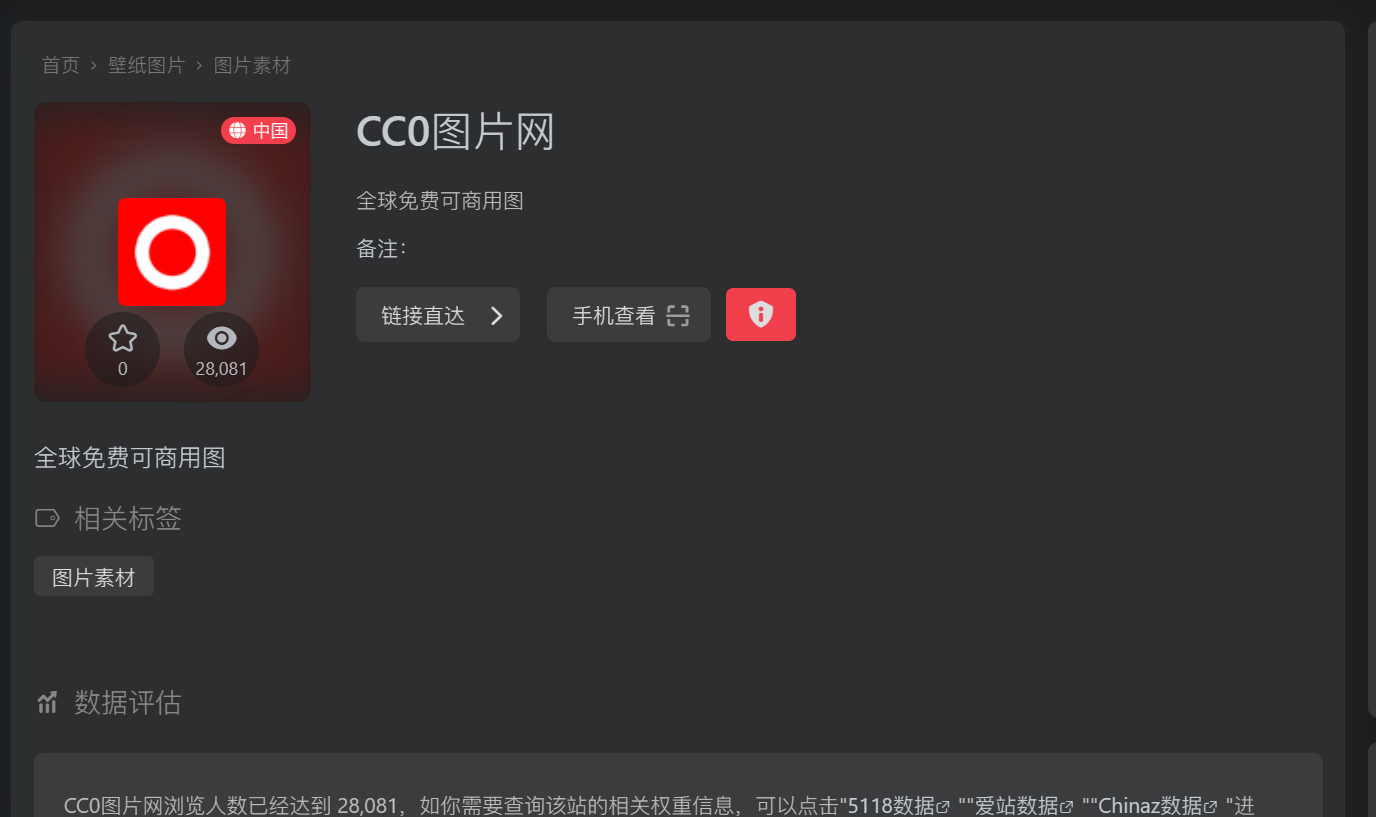 首页 › 壁纸图片 › 图片素材
中国
CC0图片网
全球免费可商用图
备注：
链接直达
手机查看
0
28,081
全球免费可商用图
相关标签
图片素材
数据评估
CC0图片网浏览人数已经达到 28,081，如你需要查询该站的相关权重信息，可以点击"5118数据 ""爱站数据 ""Chinaz数据 "进